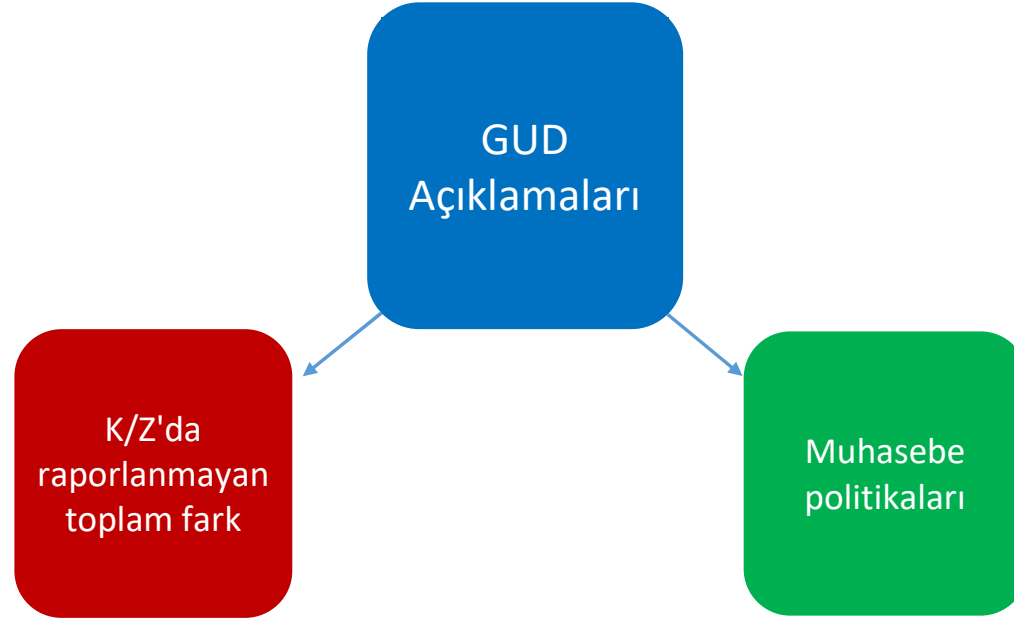 GUD
Açıklamaları
K/Z'da
raporlanmayan
toplam fark
Muhasebe
politikaları